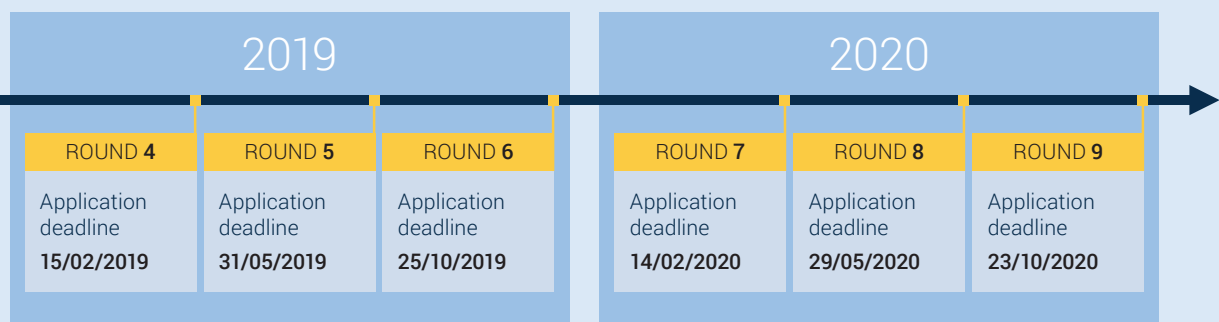 2019
ROUND 4
Application
deadline
15/02/2019
ROUND 5
Application
deadline
31/05/2019
ROUND 6
Application
deadline
25/10/2019
2020
ROUND 7
Application
deadline
14/02/2020
ROUND 8
Application
deadline
29/05/2020
ROUND 9
Application
deadline
23/10/2020